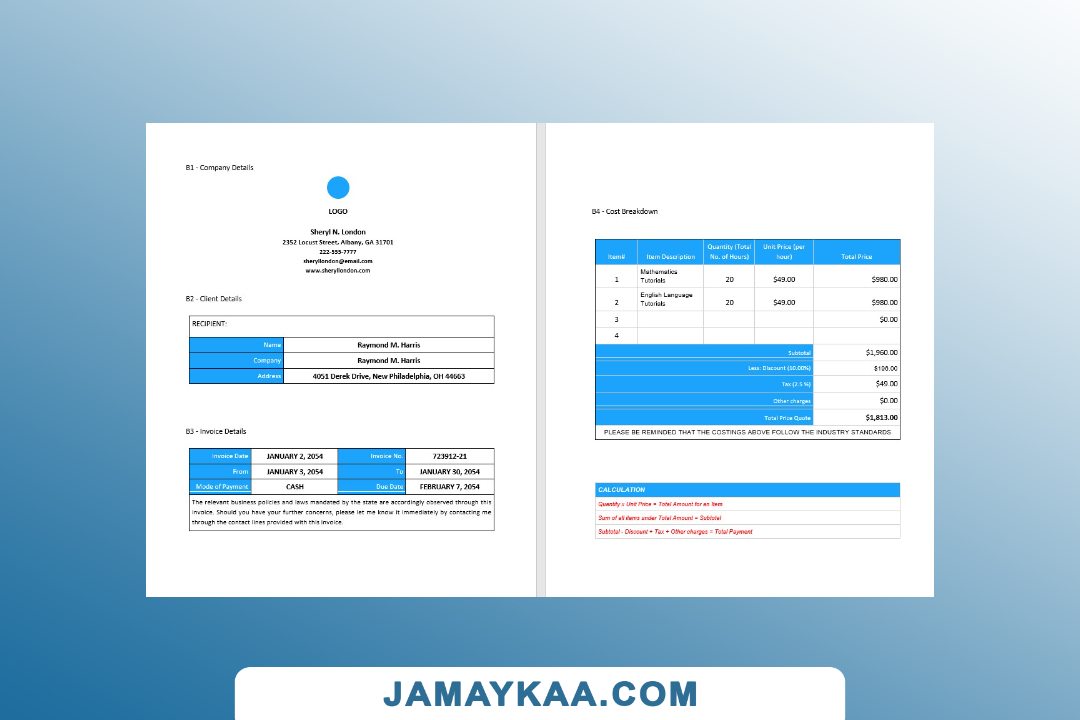 B1 - Company Details
LOGO
Sheryl N. London
2352 Locust Street, Albany, GA 31701
222-555-7777
sheryllondon@email.com
www.sheryllondon.com
B2 - Client Details
RECIPIENT:
Name Raymond M. Harris
Company Raymond M. Harris
Address 4051 Derek Drive, New Philadelphia, OH 44663
B3 - Invoice Details
Invoice Date JANUARY 2, 2054 Invoice No. 723912-21
From JANUARY 3, 2054 To JANUARY 30, 2054
Mode of Payment CASH Due Date FEBRUARY 7, 2054
The relevant business policies and laws mandated by the state are accordingly observed through this
invoice. Should you have your further concerns, please let me know it immediately by contacting me
through the contact lines provided with this invoice.
B4 - Cost Breakdown
Quantity (Total Unit Price (per
Item# Item Description No. of Hours) hour) Total Price
Mathematics
1 Tutorials 20 $49.00 $980.00
English Language
2 Tutorials 20 $49.00 $980.00
3 $0.00
4
Subtotal $1,960.00
Less: Discount (10.00%)
Tax (2.5 %) $49.00
Other charges $0.00
Total Price Quote $1,813.00
PLEASE BE REMINDED THAT THE COSTINGS ABOVE FOLLOW THE INDUSTRY STANDARDS.
CALCULATION
Quantity x Unit Price = Total Amount for an Item
Sum of all items under Total Amount = Subtotal
Subtotal - Discount + Tax + Other charges = Total Payment
JAMAYKAA.COM